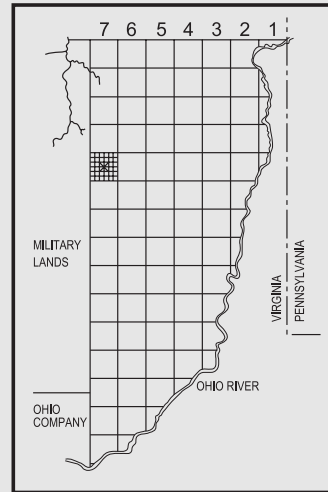 7 6 5 4 3 2 1
MILITARY
LANDS
VIRGINIA
PENNSYLVANIA
OHIO RIVER
OHIO
COMPANY